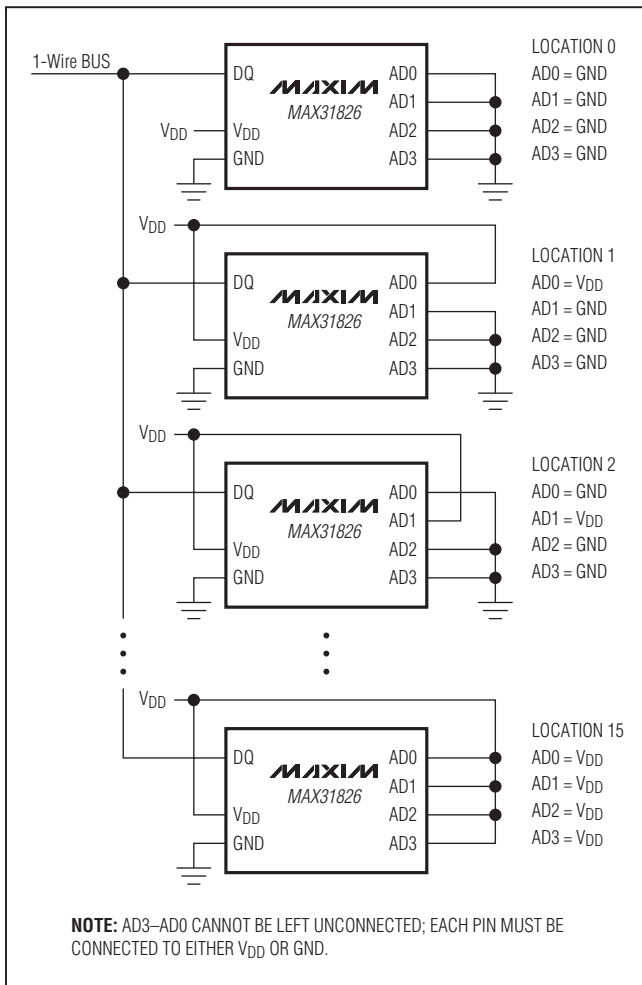 1-Wire BUS
DQ
VDD
VDD
GND
MAXIM
MAX31826
AD0
AD1
AD2
AD3
LOCATION 0
AD0 = GND
AD1 = GND
AD2 = GND
AD3 = GND
VDD
DQ
VDD
GND
MAXIM
MAX31826
AD0
AD1
AD2
AD3
LOCATION 1
AD0 = VDD
AD1 = GND
AD2 = GND
AD3 = GND
VDD
DQ
VDD
GND
MAXIM
MAX31826
AD0
AD1
AD2
AD3
LOCATION 2
AD0 = GND
AD1 = VDD
AD2 = GND
AD3 = GND
VDD
DQ
VDD
GND
MAXIM
MAX31826
AD0
AD1
AD2
AD3
LOCATION 15
AD0 = VDD
AD1 = VDD
AD2 = VDD
AD3 = VDD
NOTE: AD3–AD0 CANNOT BE LEFT UNCONNECTED; EACH PIN MUST BE
CONNECTED TO EITHER VDD OR GND.